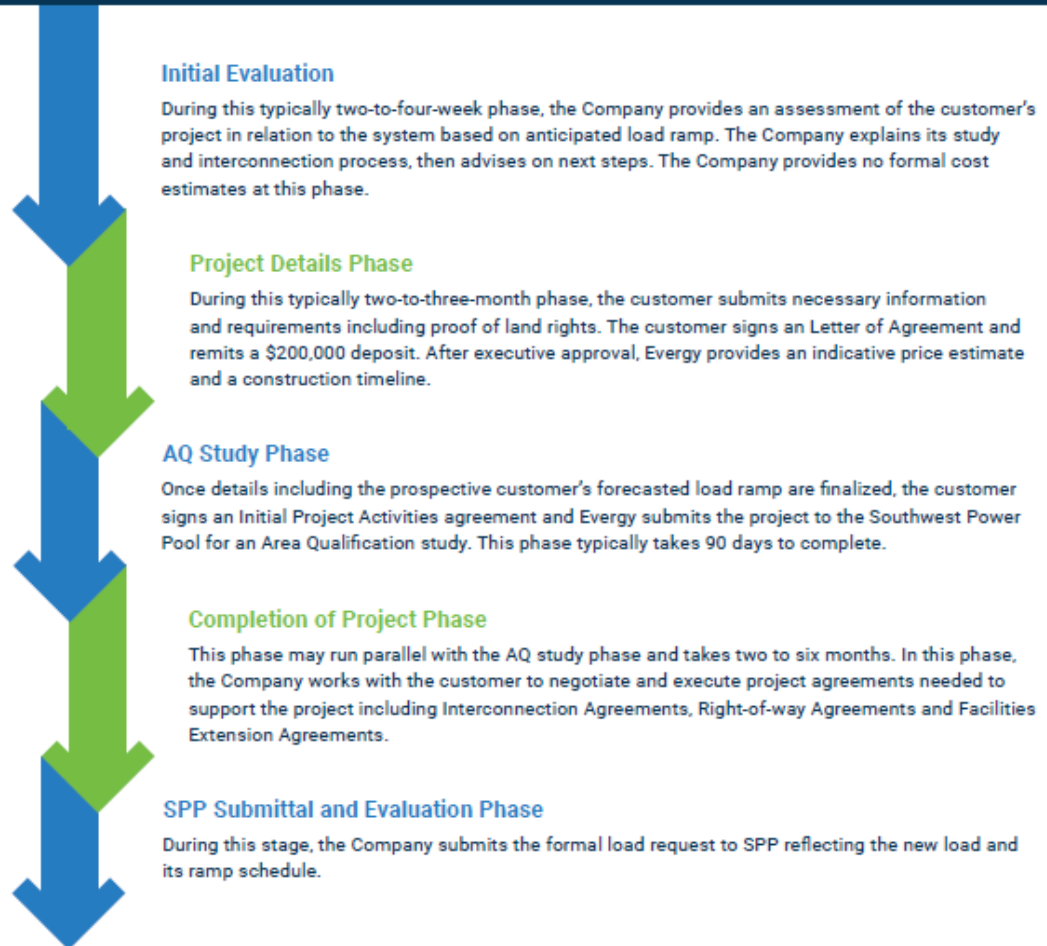 Initial Evaluation
During this typically two-to-four-week phase, the Company provides an assessment of the customer's
project in relation to the system based on anticipated load ramp. The Company explains its study
and interconnection process, then advises on next steps. The Company provides no formal cost
estimates at this phase.
Project Details Phase
During this typically two-to-three-month phase, the customer submits necessary information
and requirements including proof of land rights. The customer signs an Letter of Agreement and
remits a $200,000 deposit. After executive approval, Evergy provides an indicative price estimate
and a construction timeline.
AQ Study Phase
Once details including the prospective customer's forecasted load ramp are finalized, the customer
signs an Initial Project Activities agreement and Evergy submits the project to the Southwest Power
Pool for an Area Qualification study. This phase typically takes 90 days to complete.
Completion of Project Phase
This phase may run parallel with the AQ study phase and takes two to six months. In this phase,
the Company works with the customer to negotiate and execute project agreements needed to
support the project including Interconnection Agreements, Right-of-way Agreements and Facilities
Extension Agreements.
SPP Submittal and Evaluation Phase
During this stage, the Company submits the formal load request to SPP reflecting the new load and
its ramp schedule.